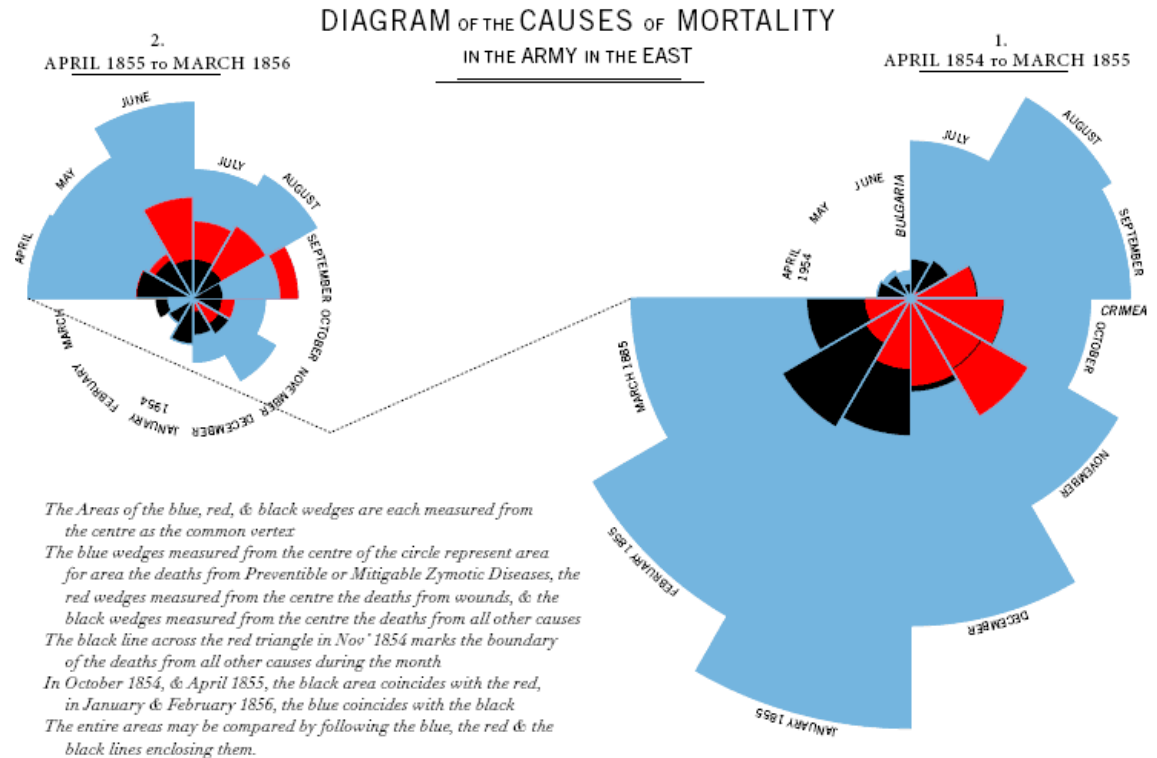 DIAGRAM OF THE CAUSES OF MORTALITY
IN THE ARMY IN THE EAST
2.
APRIL 1855 TO MARCH 1856
JUNE
JULY
AUGUST
SEPTEMBER
OCTOBER
NOVEMBER
DECEMBER
JANUARY
1954
FEBRUARY
MARCH
APRIL
MAY
1.
APRIL 1854 TO MARCH 1855
APRIL
1954
MAY
JUNE
BULGARIA
JULY
AUGUST
SEPTEMBER
CRIMEA
OCTOBER
NOVEMBER
DECEMBER
JANUARY 1855
FEBRUARY 1855
MARCH 1885
The Areas of the blue, red, & black wedges are each measured from
the centre as the common vertex
The blue wedges measured from the centre of the circle represent area
for area the deaths from Preventible or Mitigable Zymotic Diseases, the
red wedges measured from the centre the deaths from wounds, & the
black wedges measured from the centre the deaths from all other causes
The black line across the red triangle in Nov' 1854 marks the boundary
of the deaths from all other causes during the month
In October 1854, & April 1855, the black area coincides with the red,
in January & February 1856, the blue coincides with the black
The entire areas may be compared by following the blue, the red & the
black lines enclosing them.